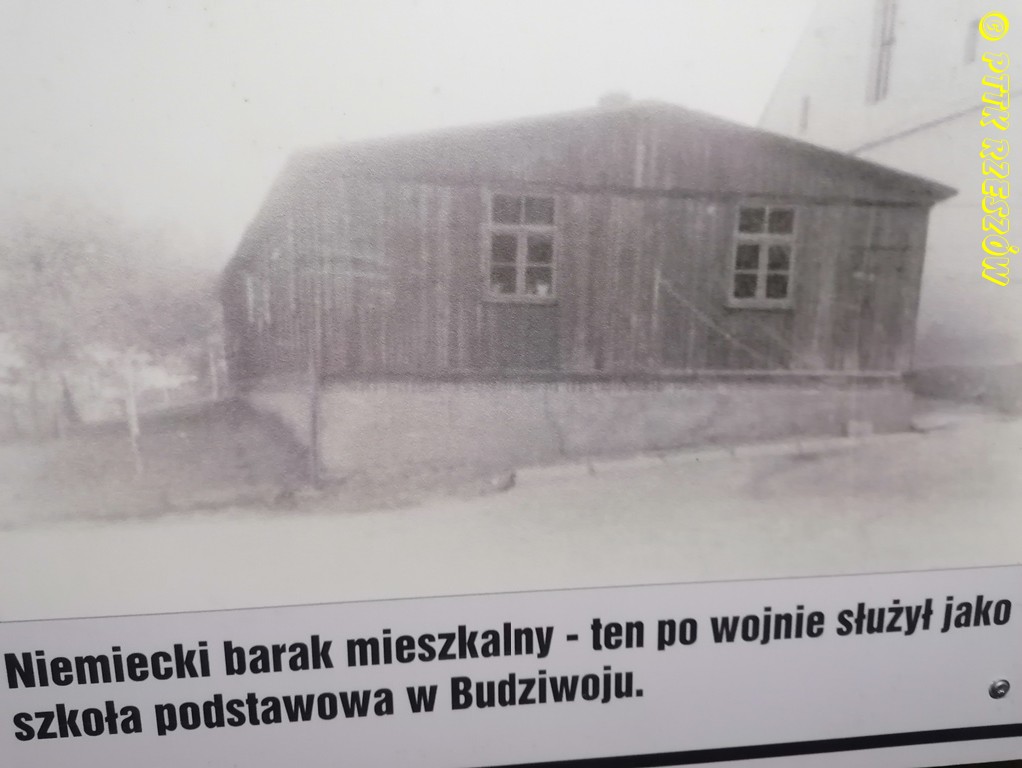 © PTTK RZESZÓW
Niemiecki barak mieszkalny - ten po wojnie służył jako
szkoła podstawowa w Budziwoju.